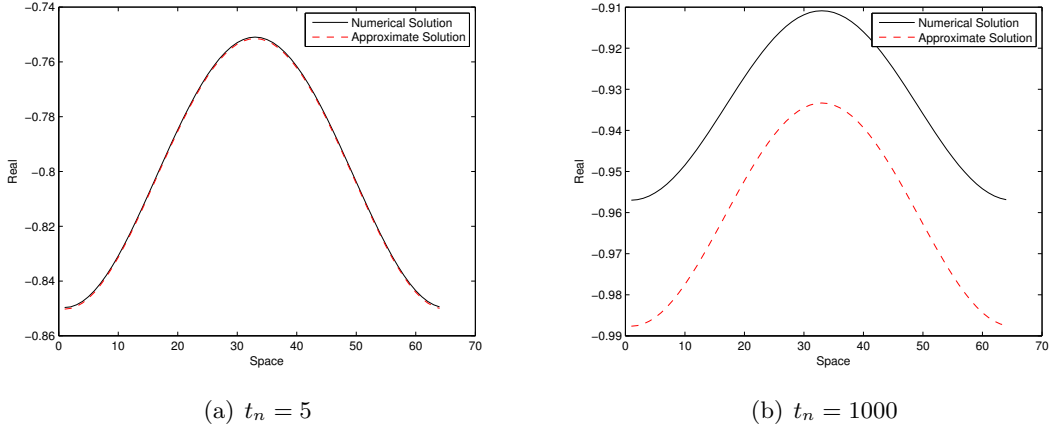 −0.74
−0.76
−0.78
−0.8
−0.82
−0.84
−0.86
0 10 20 30 40 50 60 70
Space
Real
Numerical Solution
Approximate Solution
(a) t_n = 5
−0.91
−0.92
−0.93
−0.94
−0.95
−0.96
−0.97
−0.98
−0.99
0 10 20 30 40 50 60 70
Space
Real
Numerical Solution
Approximate Solution
(b) t_n = 1000